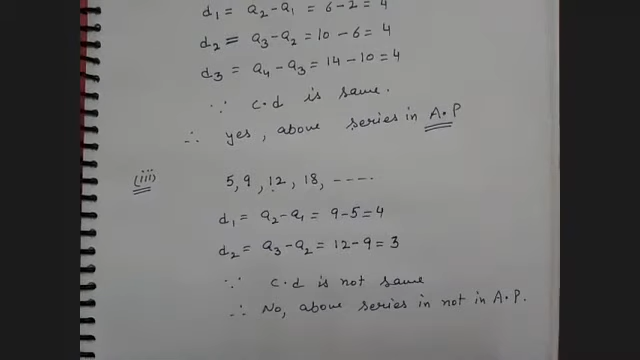 d₁ = a₂-a₁ = 6-2 = 4
d₂ = a₃-a₂ = 10-6 = 4
d₃ = a₄-a₃ = 14-10 = 4
∵ c.d is same.
∴ yes, above series in A.P
(iii) 5, 9, 12, 18, ----.
d₁ = a₂-a₁ = 9-5 = 4
d₂ = a₃-a₂ = 12-9 = 3
∵ c.d is not same
∴ No, above series in not in A.P.